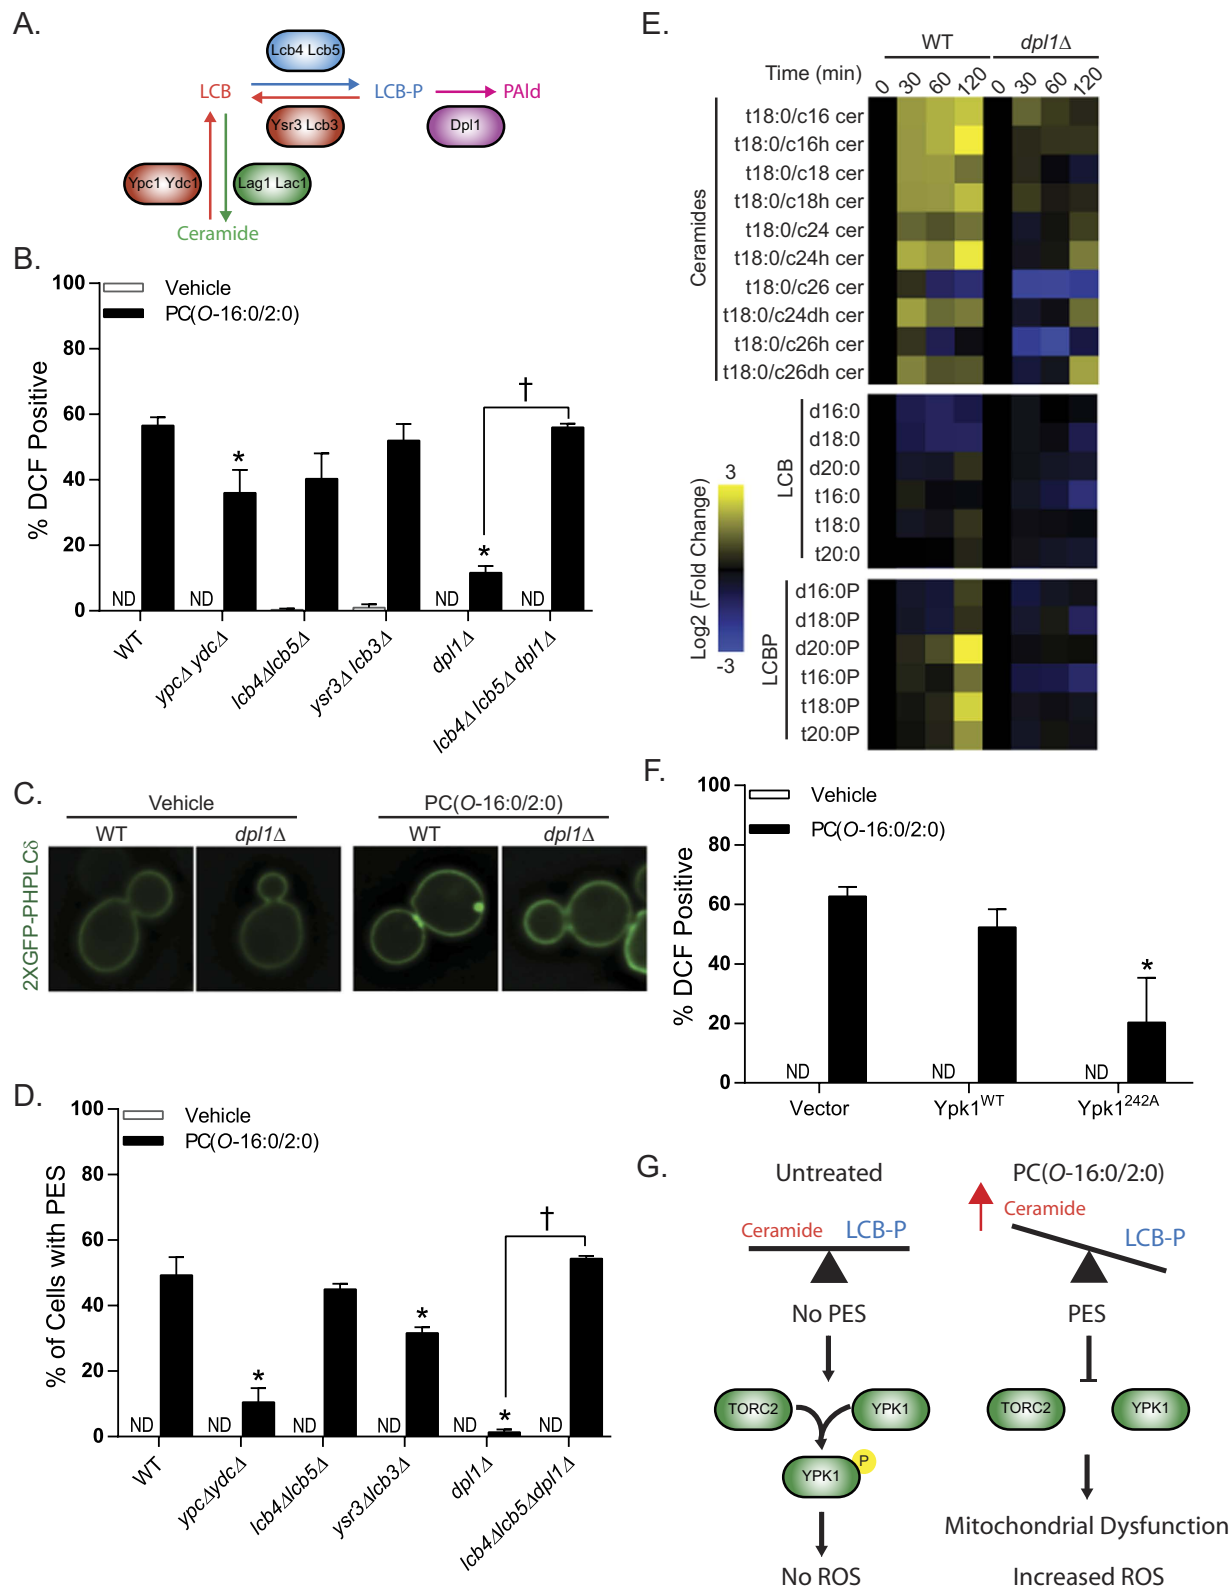 A.
Lcb4 Lcb5
LCB
LCB-P
PAld
Ysr3 Lcb3
Dpl1
Ypc1 Ydc1
Lag1 Lac1
Ceramide
B.
Vehicle
PC(O-16:0/2:0)
% DCF Positive
100
80
60
40
20
0
ND
ND
ND
ND
*
*
†
WT
ypcΔ ydcΔ
lcb4Δlcb5Δ
ysr3Δ lcb3Δ
dpl1Δ
lcb4Δ lcb5Δ dpl1Δ
C.
Vehicle
PC(O-16:0/2:0)
WT
dpl1Δ
WT
dpl1Δ
2XGFP-PHPLCδ
D.
Vehicle
PC(O-16:0/2:0)
% of Cells with PES
100
80
60
40
20
0
ND
ND
ND
ND
ND
ND
*
*
*
†
WT
ypcΔydcΔ
lcb4Δlcb5Δ
ysr3Δlcb3Δ
dpl1Δ
lcb4Δlcb5Δdpl1Δ
E.
WT
dpl1Δ
Time (min)
0 30 60 120 0 30 60 120
Ceramides
t18:0/c16 cer
t18:0/c16h cer
t18:0/c18 cer
t18:0/c18h cer
t18:0/c24 cer
t18:0/c24h cer
t18:0/c26 cer
t18:0/c24dh cer
t18:0/c26h cer
t18:0/c26dh cer
LCB
d16:0
d18:0
d20:0
t16:0
t18:0
t20:0
LCBP
d16:0P
d18:0P
d20:0P
t16:0P
t18:0P
t20:0P
3
Log2 (Fold Change)
-3
F.
Vehicle
PC(O-16:0/2:0)
% DCF Positive
100
80
60
40
20
0
ND
ND
ND
*
Vector
Ypk1WT
Ypk1242A
G.
Untreated
PC(O-16:0/2:0)
Ceramide
LCB-P
Ceramide
LCB-P
No PES
PES
TORC2
YPK1
TORC2
YPK1
YPK1
P
Mitochondrial Dysfunction
No ROS
Increased ROS